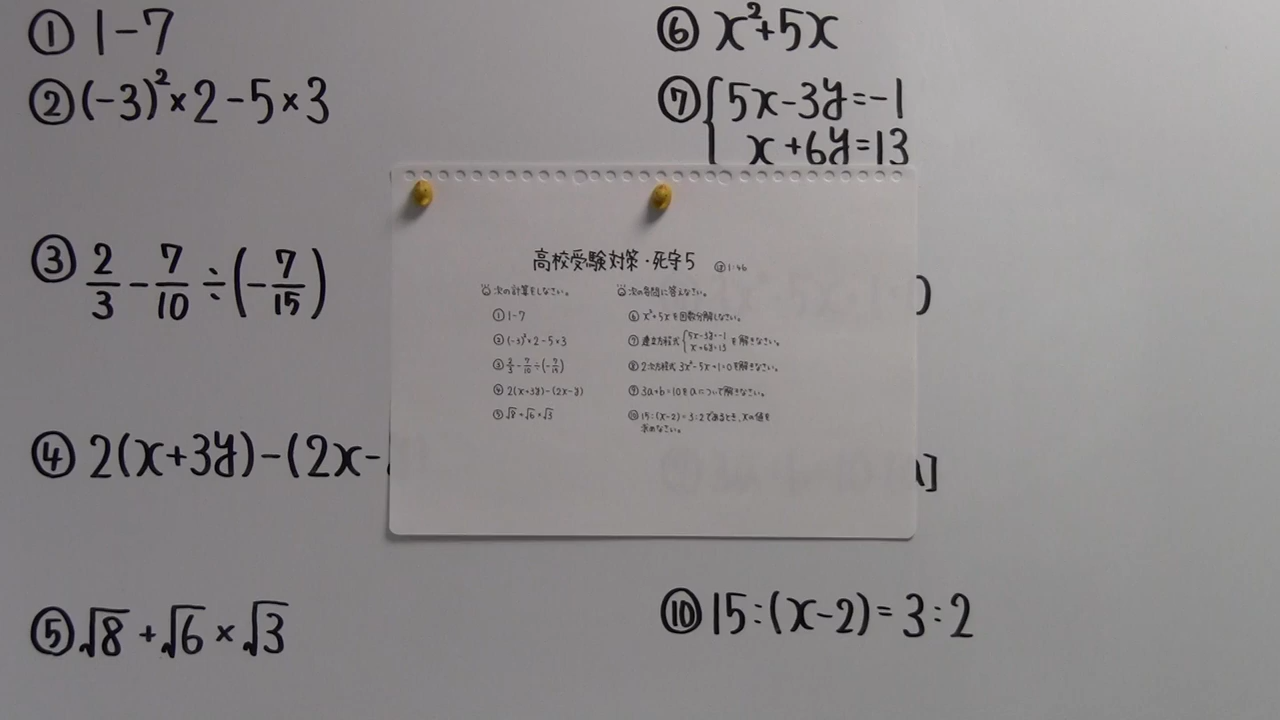 ① 1-7
② (-3)²×2-5×3
③ 2/3-7/10÷(-7/15)
④ 2(x+3y)-(2x-
⑤ √8+√6×√3
⑥ x²+5x
⑦ {5x-3y=-1
x+6y=13
)
]
⑩ 15:(x-2)=3:2
高校受験対策・死守5
次の計算をしなさい。
① 1-7
② (-3)²×2-5×3
③ 2/3-7/10÷(-7/15)
④ 2(x+3y)-(2x-y)
⑤ √8+√6×√3
次の各問に答えなさい。
⑥ x²+5xを因数分解しなさい。
⑦ 連立方程式{5x-3y=-1
x+6y=13 を解きなさい。
⑧ 2次方程式 3x²-5x+1=0を解きなさい。
⑨ 3a+b=10をaについて解きなさい。
⑩ 15:(x-2)=3:2であるとき、xの値を
求めなさい。